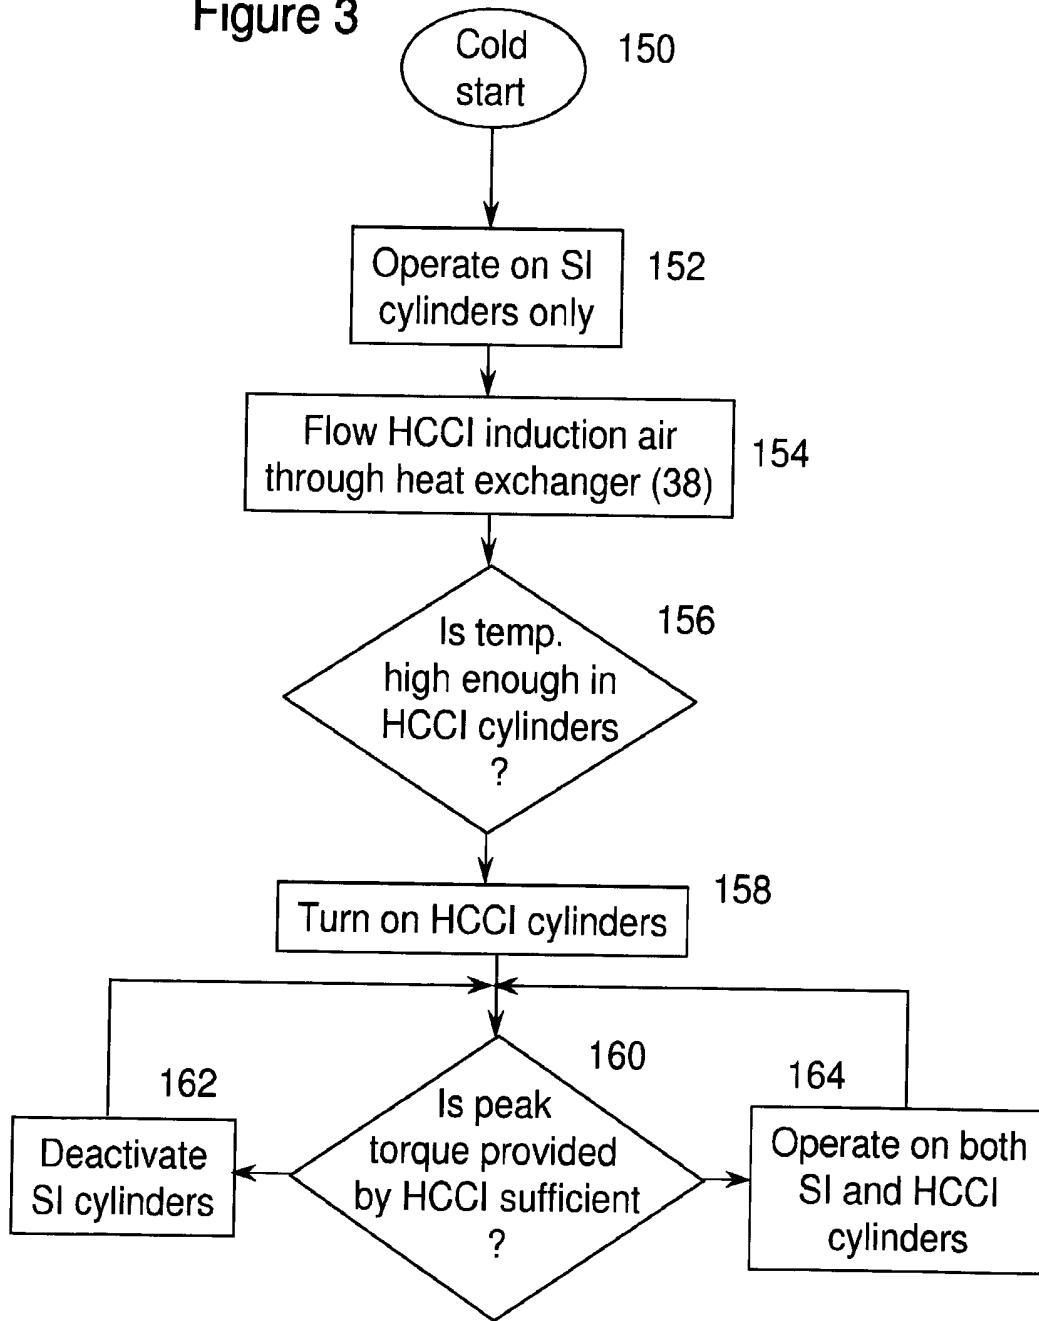 Figure 3
Cold
start
150
Operate on SI
cylinders only
152
Flow HCCI induction air
through heat exchanger (38)
154
Is temp.
high enough in
HCCI cylinders
?
156
Turn on HCCI cylinders
158
Is peak
torque provided
by HCCI sufficient
?
160
162
Deactivate
SI cylinders
164
Operate on both
SI and HCCI
cylinders